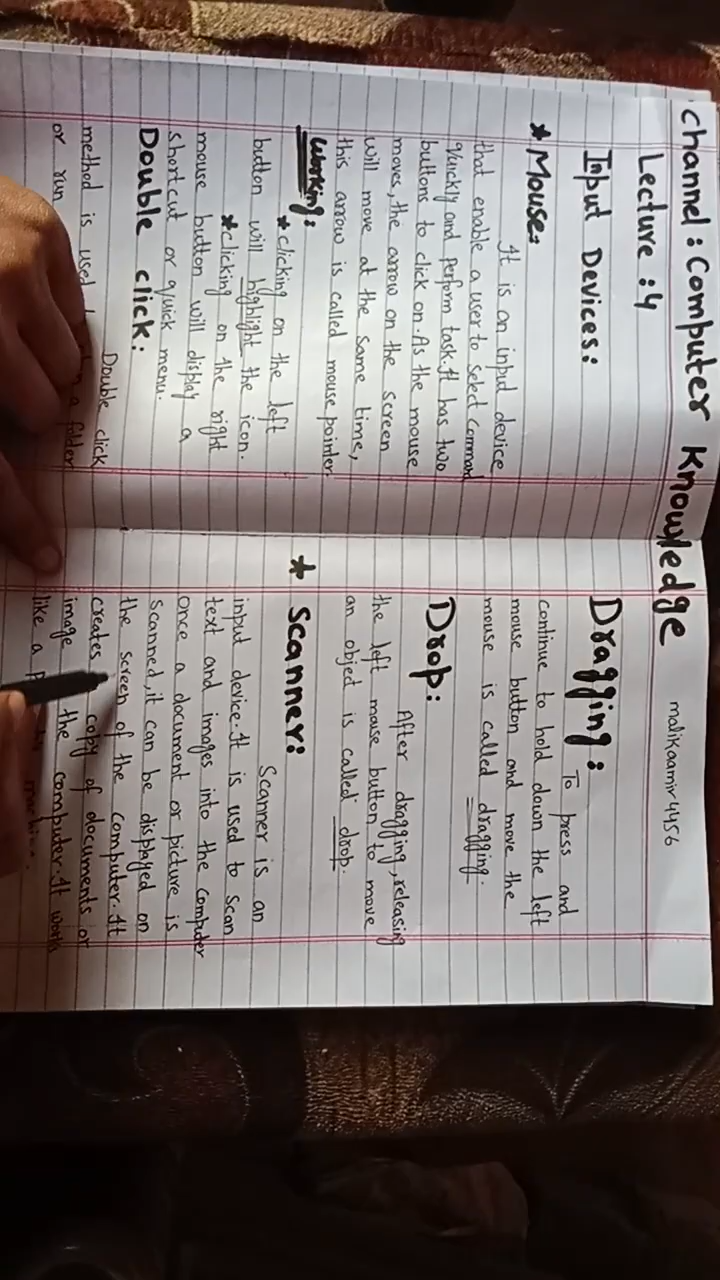 Channel : Computer Knowledge
malikaamir4456
Lecture : 4
Input Devices:
* Mouse:
It is an input device
that enable a user to select command
quickly and perform task. It has two
buttons to click on. As the mouse
moves, the arrow on the screen
will move at the same time,
this arrow is called mouse pointer.
Working:
* clicking on the left
button will highlight the icon.
* clicking on the right
mouse button will display a
shortcut or quick menu.
Double click:
Double click
method is used a folder
or run
Dragging:
To press and
continue to hold down the left
mouse button and move the
mouse is called dragging.
Drop:
After dragging, releasing
the left mouse button, to move
an object is called drop.
* Scanner:
Scanner is an
input device. It is used to scan
text and images into the computer
once a document or picture is
scanned, it can be displayed on
the screen of the computer. It
creates copy of documents or
image the computer. It work
like a machine.